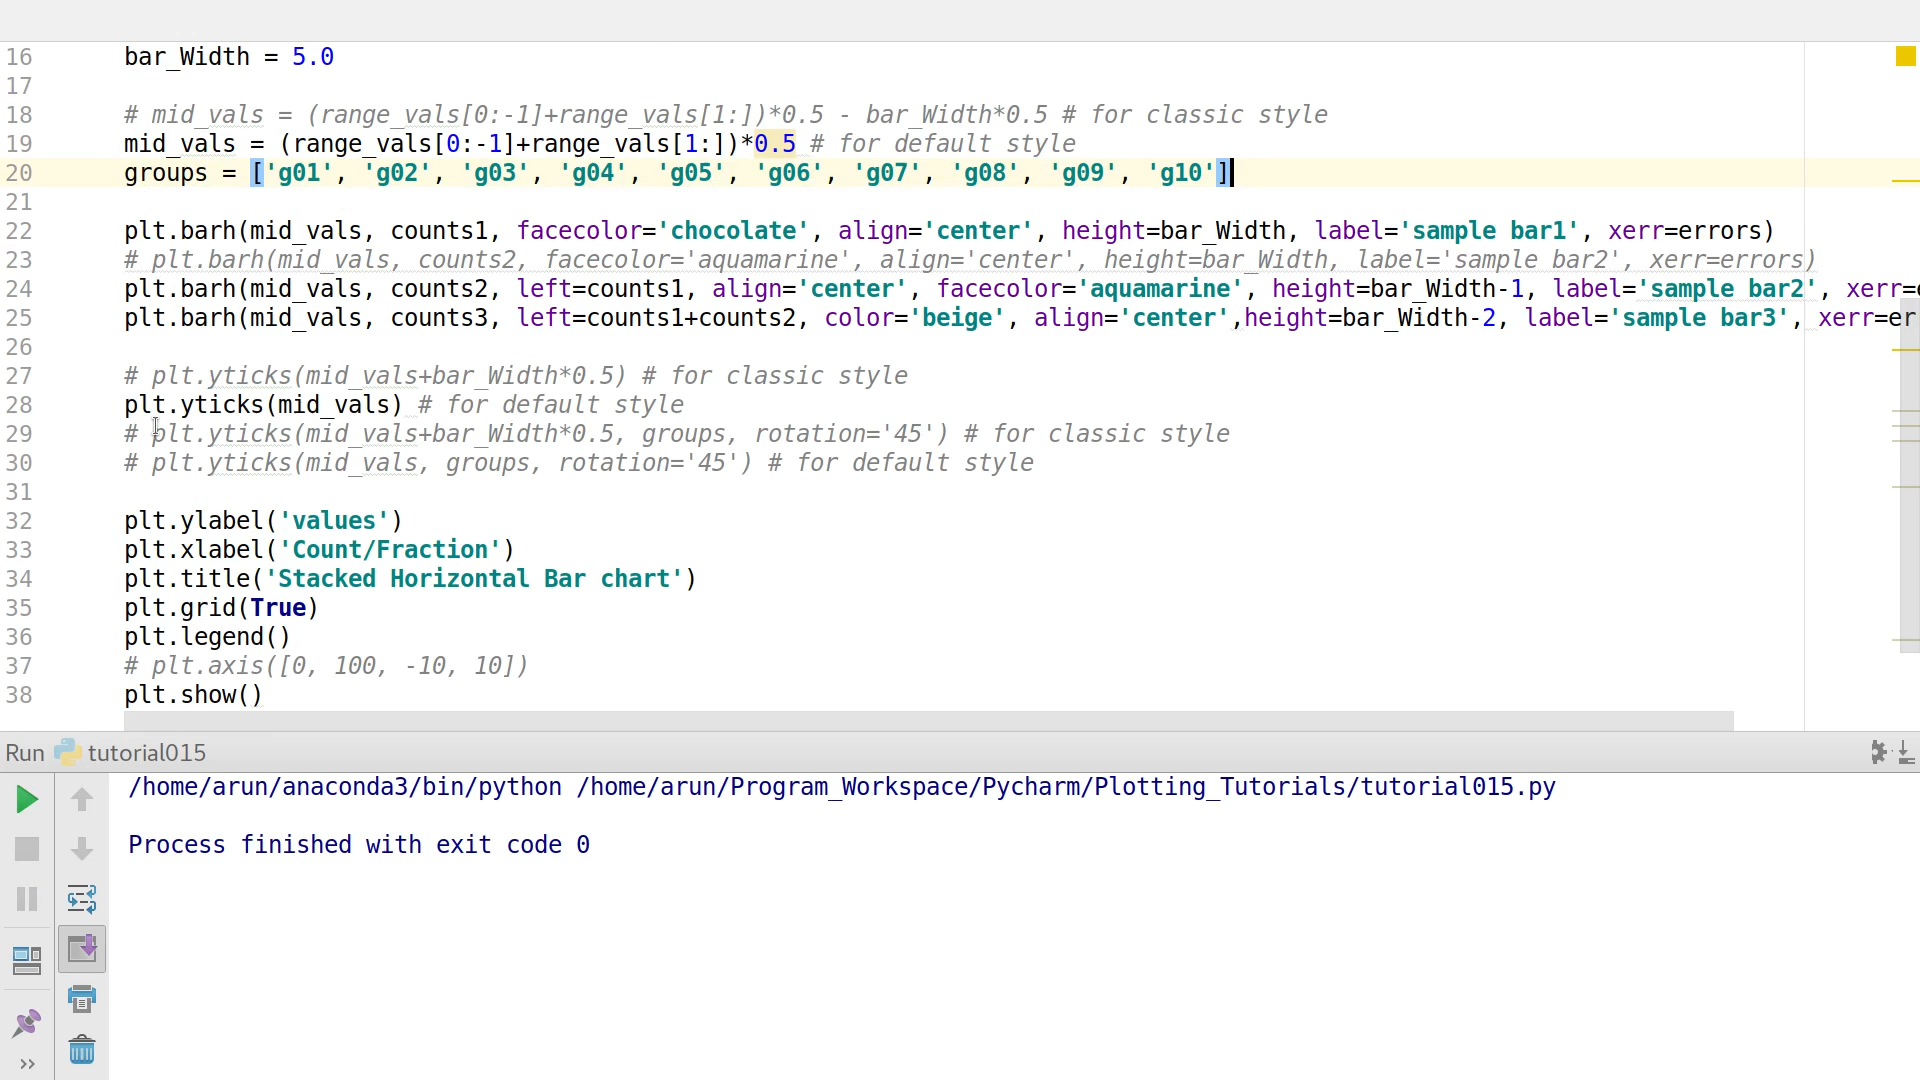 16 bar_Width = 5.0
17
18 # mid_vals = (range_vals[0:-1]+range_vals[1:])*0.5 - bar_Width*0.5 # for classic style
19 mid_vals = (range_vals[0:-1]+range_vals[1:])*0.5 # for default style
20 groups = ['g01', 'g02', 'g03', 'g04', 'g05', 'g06', 'g07', 'g08', 'g09', 'g10']
21
22 plt.barh(mid_vals, counts1, facecolor='chocolate', align='center', height=bar_Width, label='sample bar1', xerr=errors)
23 # plt.barh(mid_vals, counts2, facecolor='aquamarine', align='center', height=bar_Width, label='sample bar2', xerr=errors)
24 plt.barh(mid_vals, counts2, left=counts1, align='center', facecolor='aquamarine', height=bar_Width-1, label='sample bar2', xerr=e
25 plt.barh(mid_vals, counts3, left=counts1+counts2, color='beige', align='center',height=bar_Width-2, label='sample bar3', xerr=er
26
27 # plt.yticks(mid_vals+bar_Width*0.5) # for classic style
28 plt.yticks(mid_vals) # for default style
29 # plt.yticks(mid_vals+bar_Width*0.5, groups, rotation='45') # for classic style
30 # plt.yticks(mid_vals, groups, rotation='45') # for default style
31
32 plt.ylabel('values')
33 plt.xlabel('Count/Fraction')
34 plt.title('Stacked Horizontal Bar chart')
35 plt.grid(True)
36 plt.legend()
37 # plt.axis([0, 100, -10, 10])
38 plt.show()
Run tutorial015
/home/arun/anaconda3/bin/python /home/arun/Program_Workspace/Pycharm/Plotting_Tutorials/tutorial015.py
Process finished with exit code 0